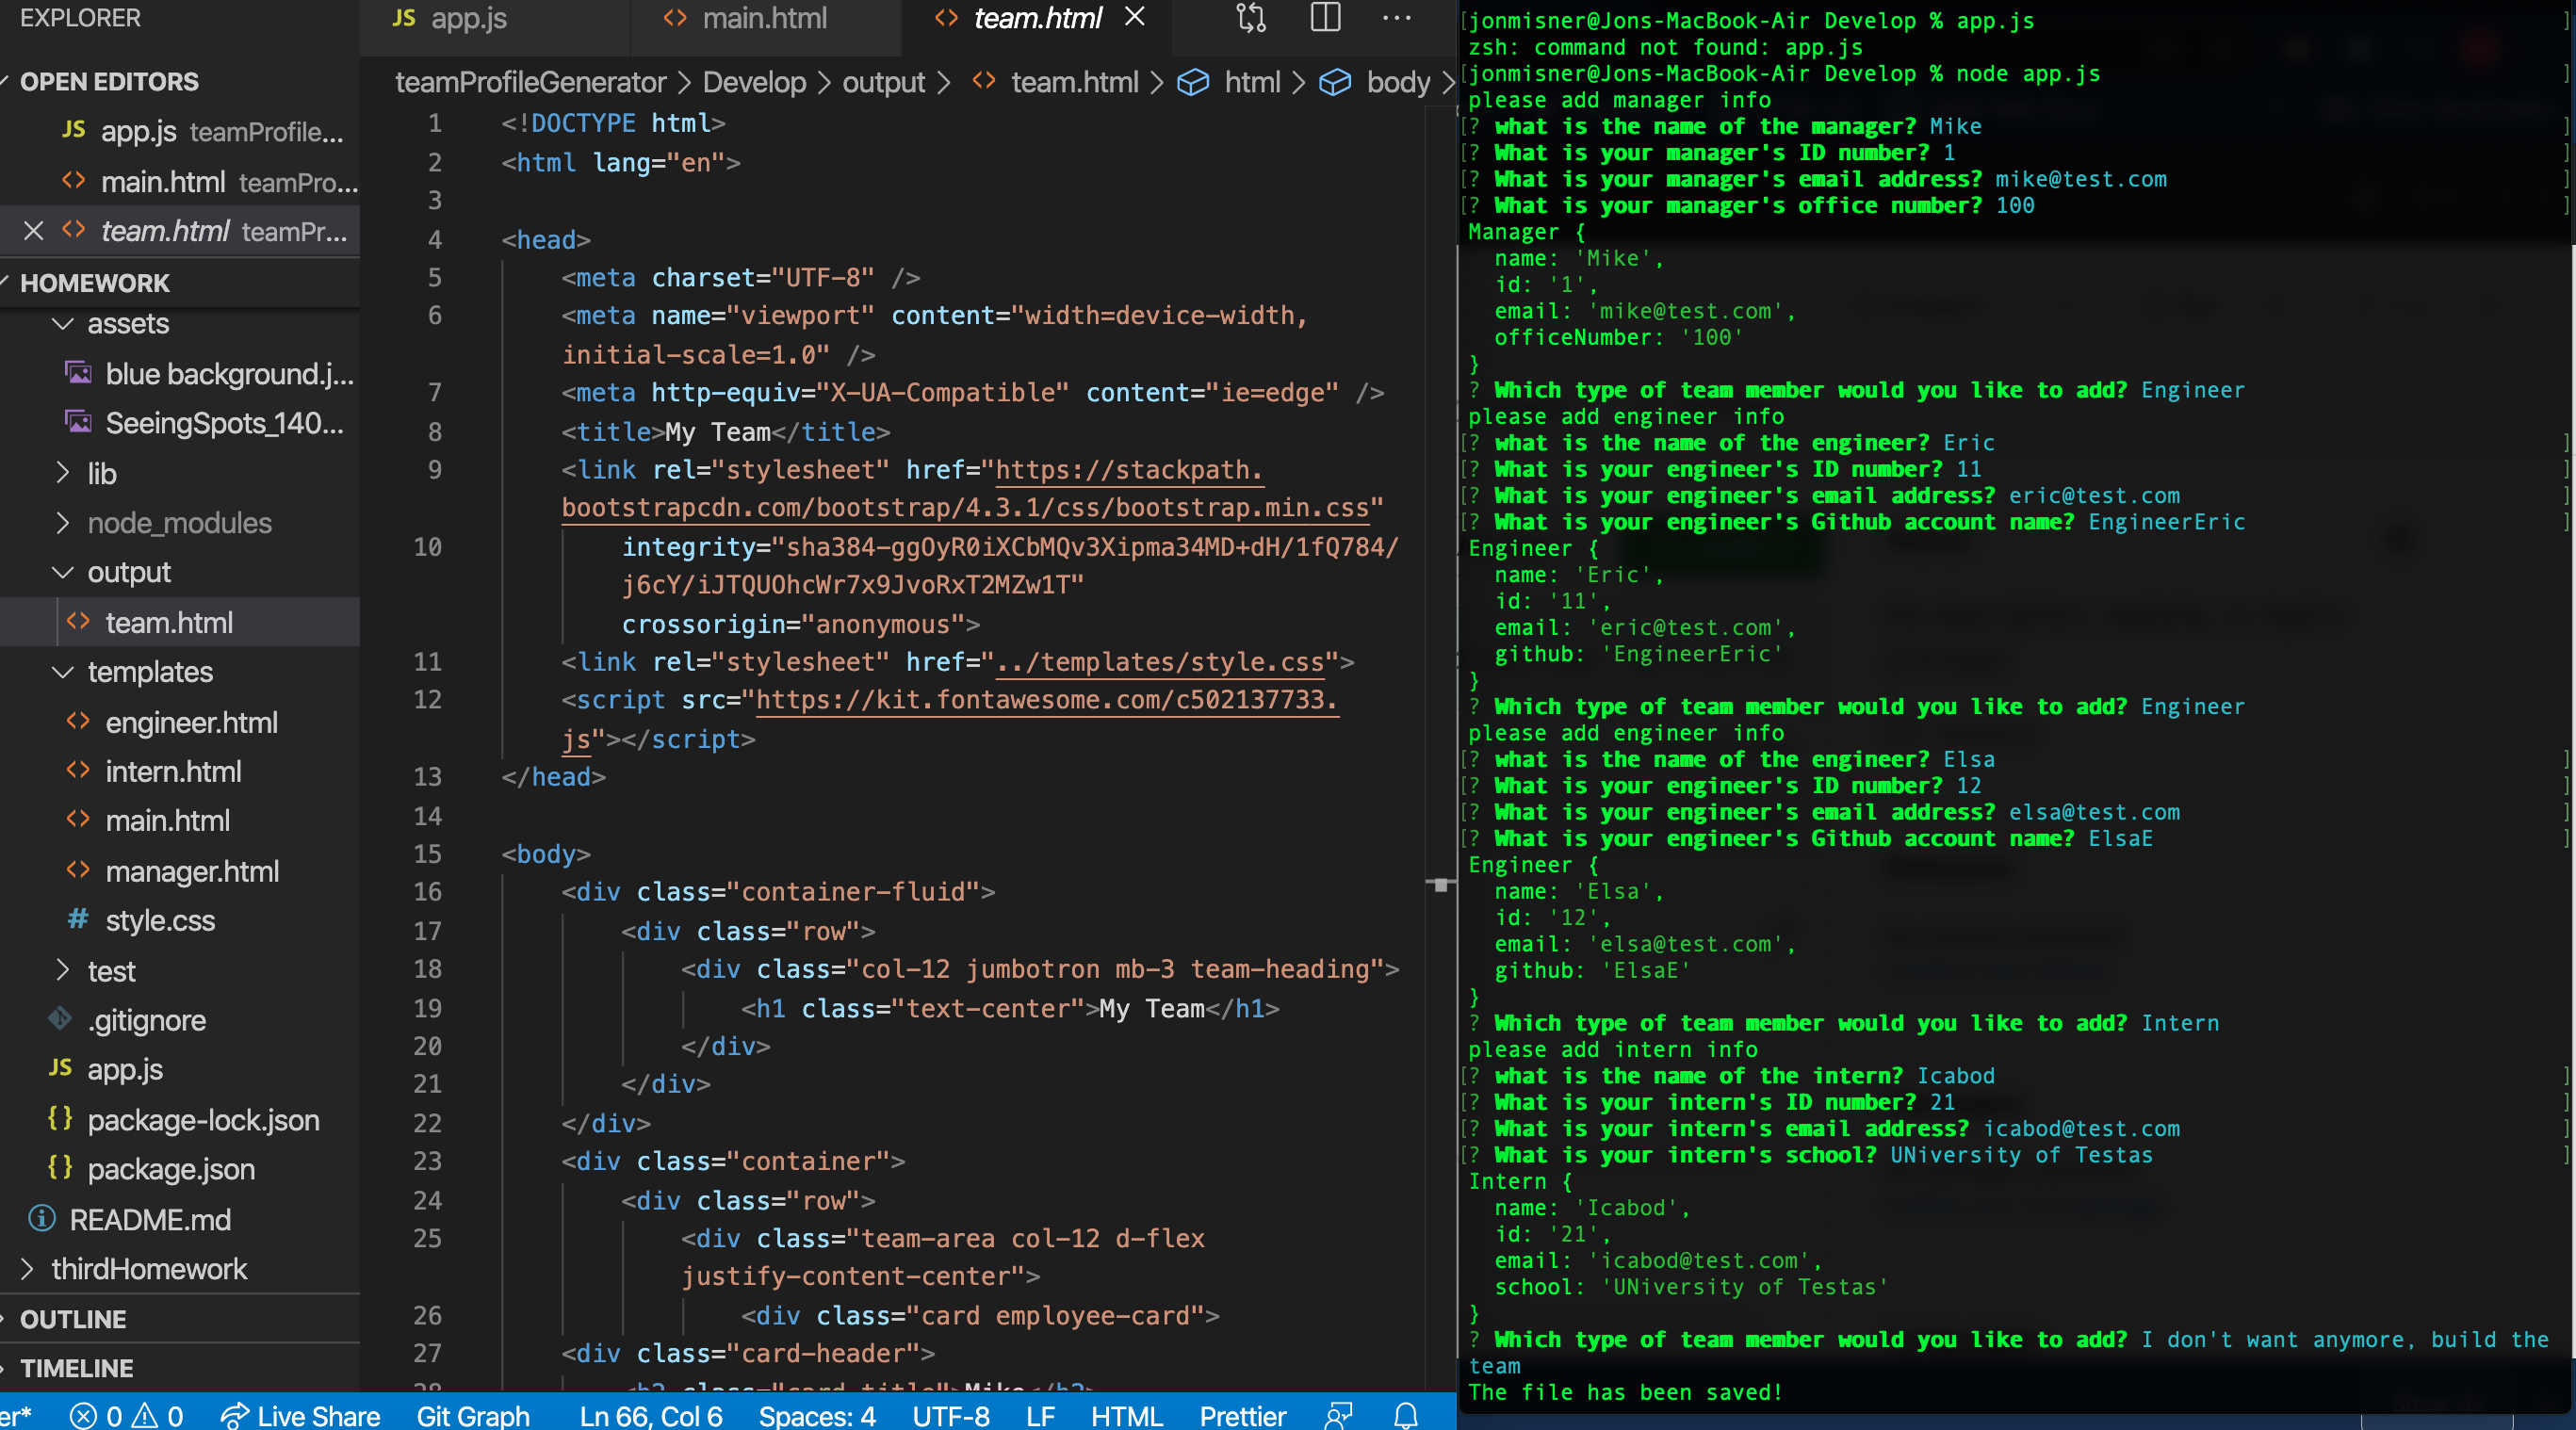 EXPLORER
OPEN EDITORS
JS app.js teamProfile...
<> main.html teamPro...
<> team.html teamPr...
HOMEWORK
assets
blue background.j...
SeeingSpots_140...
lib
node_modules
output
<> team.html
templates
<> engineer.html
<> intern.html
<> main.html
<> manager.html
# style.css
test
.gitignore
JS app.js
{} package-lock.json
{} package.json
README.md
thirdHomework
OUTLINE
TIMELINE
JS app.js
<> main.html
<> team.html
teamProfileGenerator > Develop > output > <> team.html > html > body >
1 <!DOCTYPE html>
2 <html lang="en">
3
4 <head>
5 <meta charset="UTF-8" />
6 <meta name="viewport" content="width=device-width,
initial-scale=1.0" />
7 <meta http-equiv="X-UA-Compatible" content="ie=edge" />
8 <title>My Team</title>
9 <link rel="stylesheet" href="https://stackpath.
bootstrapcdn.com/bootstrap/4.3.1/css/bootstrap.min.css"
10 integrity="sha384-ggOyR0iXCbMQv3Xipma34MD+dH/1fQ784/
j6cY/iJTQUOhcWr7x9JvoRxT2MZw1T"
crossorigin="anonymous">
11 <link rel="stylesheet" href="../templates/style.css">
12 <script src="https://kit.fontawesome.com/c502137733.
js"></script>
13 </head>
14
15 <body>
16 <div class="container-fluid">
17 <div class="row">
18 <div class="col-12 jumbotron mb-3 team-heading">
19 <h1 class="text-center">My Team</h1>
20 </div>
21 </div>
22 </div>
23 <div class="container">
24 <div class="row">
25 <div class="team-area col-12 d-flex
justify-content-center">
26 <div class="card employee-card">
27 <div class="card-header">
28 <h2 class="card-title">Mike</h2>
er* 0 0 Live Share Git Graph Ln 66, Col 6 Spaces: 4 UTF-8 LF HTML Prettier
[jonmisner@Jons-MacBook-Air Develop % app.js ]
zsh: command not found: app.js
[jonmisner@Jons-MacBook-Air Develop % node app.js ]
please add manager info
[? what is the name of the manager? Mike ]
[? What is your manager's ID number? 1 ]
[? What is your manager's email address? mike@test.com ]
[? What is your manager's office number? 100 ]
Manager {
name: 'Mike',
id: '1',
email: 'mike@test.com',
officeNumber: '100'
}
? Which type of team member would you like to add? Engineer
please add engineer info
[? what is the name of the engineer? Eric ]
[? What is your engineer's ID number? 11 ]
[? What is your engineer's email address? eric@test.com ]
[? What is your engineer's Github account name? EngineerEric ]
Engineer {
name: 'Eric',
id: '11',
email: 'eric@test.com',
github: 'EngineerEric'
}
? Which type of team member would you like to add? Engineer
please add engineer info
[? what is the name of the engineer? Elsa ]
[? What is your engineer's ID number? 12 ]
[? What is your engineer's email address? elsa@test.com ]
[? What is your engineer's Github account name? ElsaE ]
Engineer {
name: 'Elsa',
id: '12',
email: 'elsa@test.com',
github: 'ElsaE'
}
? Which type of team member would you like to add? Intern
please add intern info
[? what is the name of the intern? Icabod ]
[? What is your intern's ID number? 21 ]
[? What is your intern's email address? icabod@test.com ]
[? What is your intern's school? UNiversity of Testas ]
Intern {
name: 'Icabod',
id: '21',
email: 'icabod@test.com',
school: 'UNiversity of Testas'
}
? Which type of team member would you like to add? I don't want anymore, build the
team
The file has been saved!